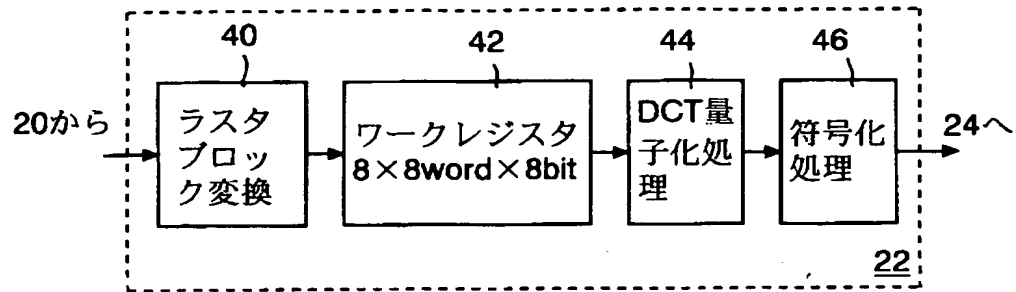 40
42
44
46
20から
ラスタ
ブロッ
ク変換
ワークレジスタ
8×8word×8bit
DCT量
子化処
理
符号化
処理
24へ
22